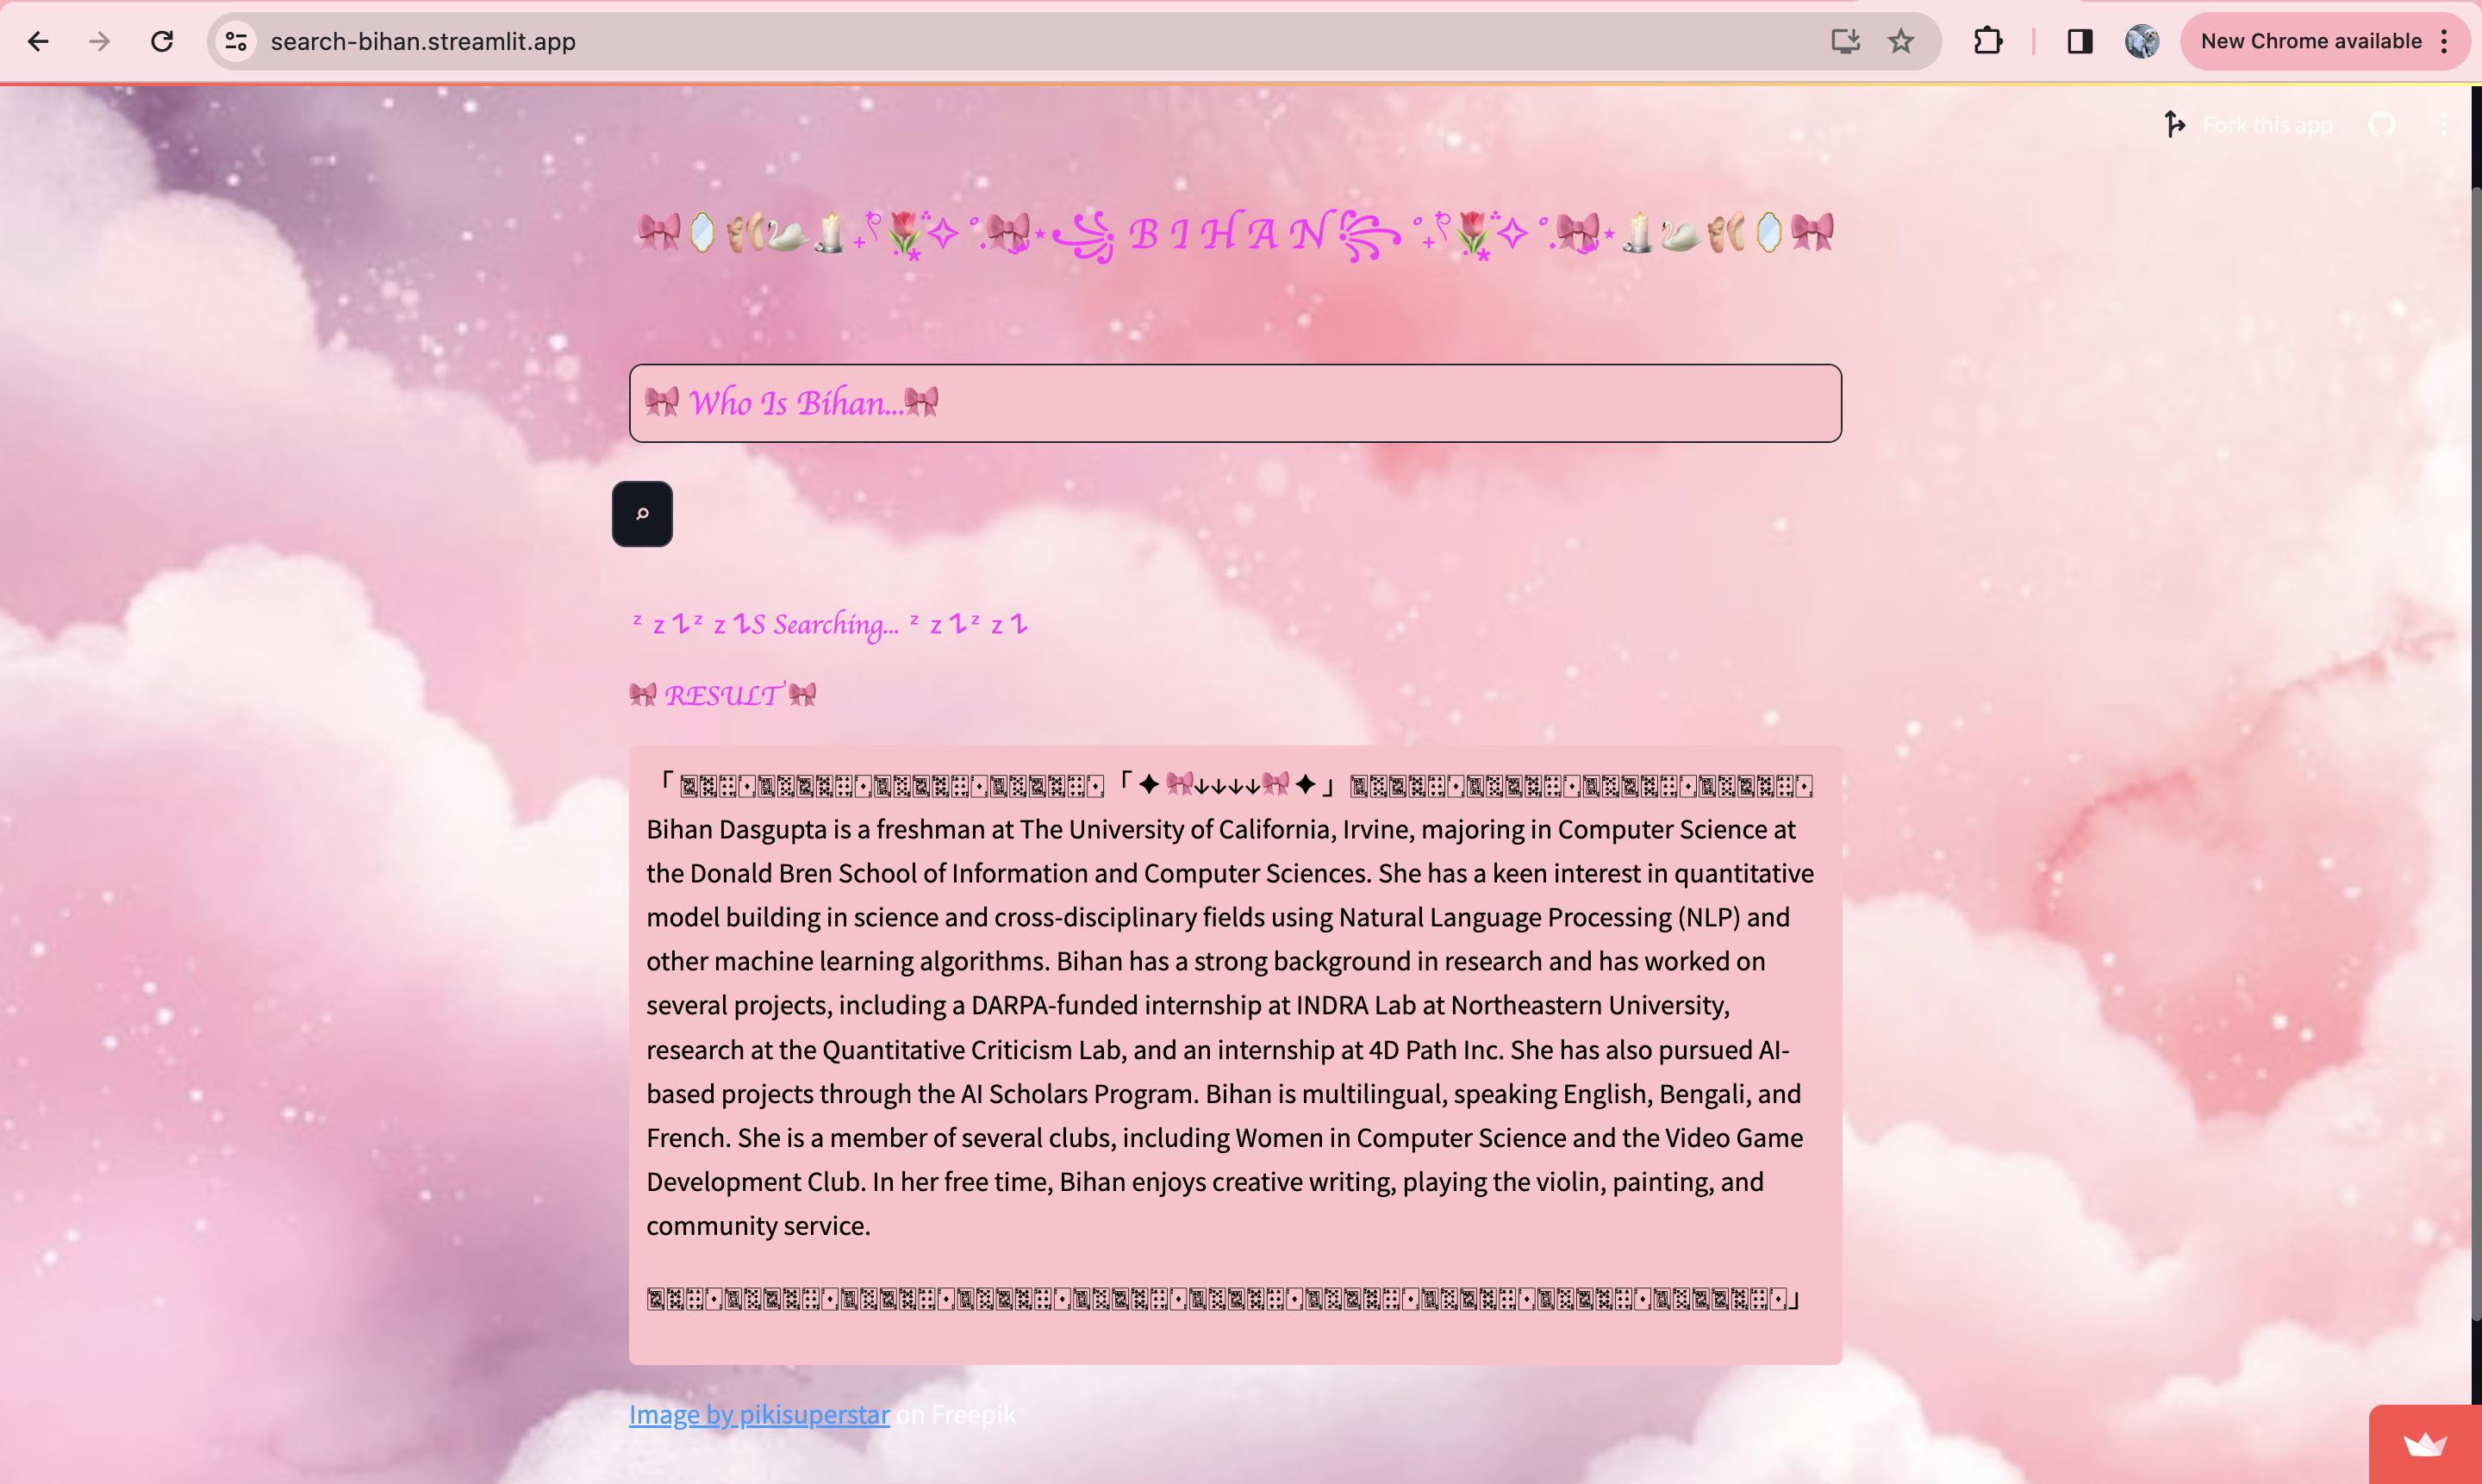 search-bihan.streamlit.app
New Chrome available
Fork this app
B I H A N
🎀 Who Is Bihan...🎀
ᶻ z 𐰁 ᶻ z 𐰁S Searching... ᶻ z 𐰁 ᶻ z 𐰁
🎀 RESULT 🎀
「✦🎀↓↓↓↓🎀✦」
Bihan Dasgupta is a freshman at The University of California, Irvine, majoring in Computer Science at
the Donald Bren School of Information and Computer Sciences. She has a keen interest in quantitative
model building in science and cross-disciplinary fields using Natural Language Processing (NLP) and
other machine learning algorithms. Bihan has a strong background in research and has worked on
several projects, including a DARPA-funded internship at INDRA Lab at Northeastern University,
research at the Quantitative Criticism Lab, and an internship at 4D Path Inc. She has also pursued AI-
based projects through the AI Scholars Program. Bihan is multilingual, speaking English, Bengali, and
French. She is a member of several clubs, including Women in Computer Science and the Video Game
Development Club. In her free time, Bihan enjoys creative writing, playing the violin, painting, and
community service.
Image by pikisuperstar on Freepik